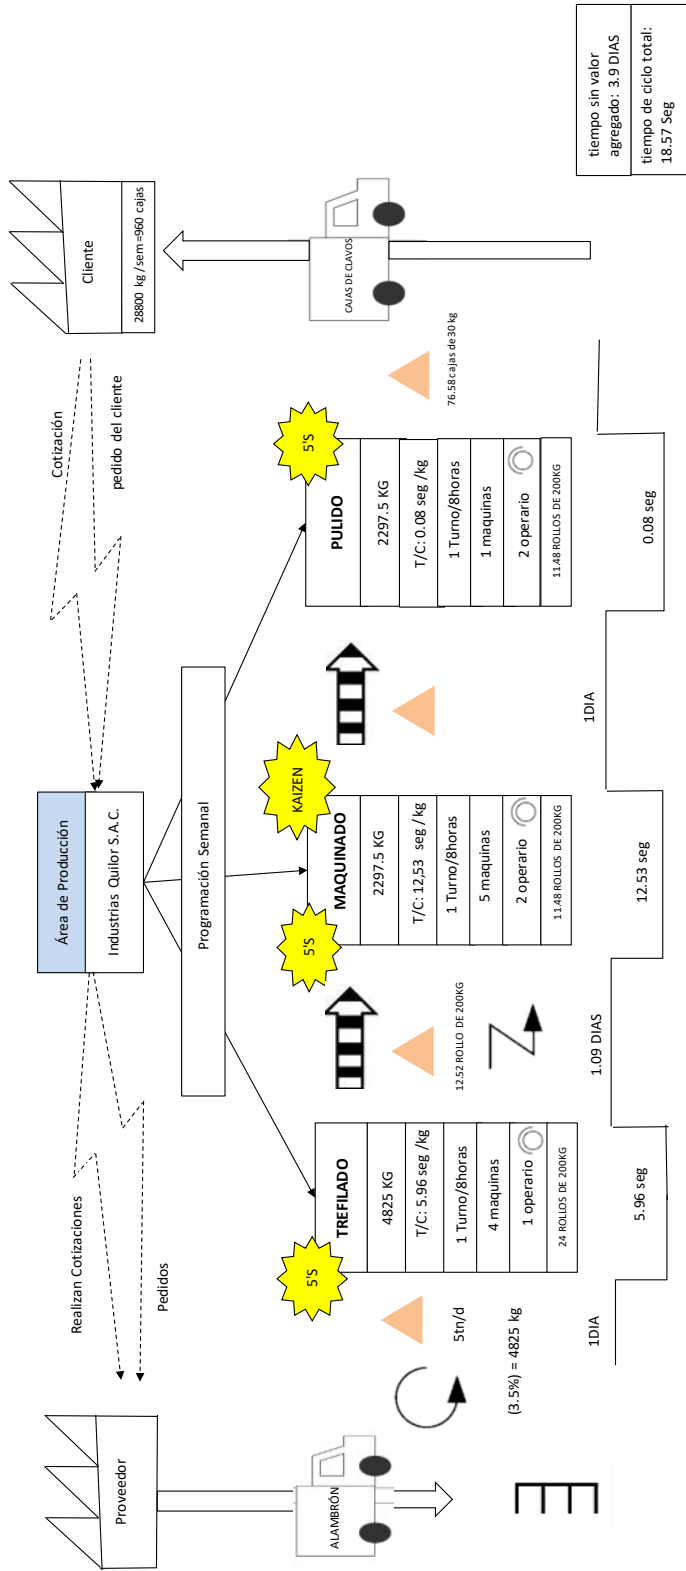 Proveedor
ALAMBRÓN
Realizan Cotizaciones
Pedidos
Área de Producción
Industrias Quilor S.A.C.
Cotización
pedido del cliente
Cliente
28800 kg /sem=960 cajas
CAJAS DE CLAVOS
Programación Semanal
5tn/d
(3.5%) = 4825 kg
5'S
TREFILADO
4825 KG
T/C: 5.96 seg /kg
1 Turno/8horas
4 maquinas
1 operario
24 ROLLOS DE 200KG
12.52 ROLLO DE 200KG
5'S
KAIZEN
MAQUINADO
2297.5 KG
T/C: 12,53 seg / kg
1 Turno/8horas
5 maquinas
2 operario
11.48 ROLLOS DE 200KG
5'S
PULIDO
2297.5 KG
T/C: 0.08 seg /kg
1 Turno/8horas
1 maquinas
2 operario
11.48 ROLLOS DE 200KG
76.58 cajas de 30 kg
1DIA
5.96 seg
1.09 DIAS
12.53 seg
1DIA
0.08 seg
tiempo sin valor
agregado: 3.9 DIAS
tiempo de ciclo total:
18.57 Seg